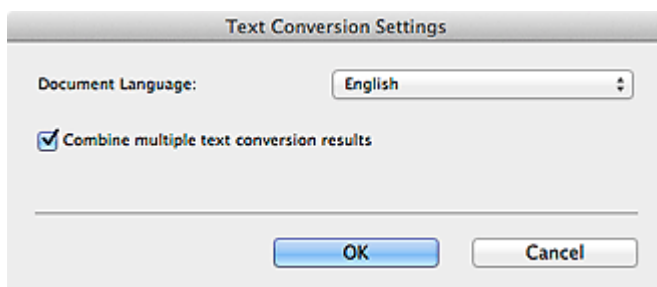 Text Conversion Settings
Document Language: English
Combine multiple text conversion results
OK Cancel